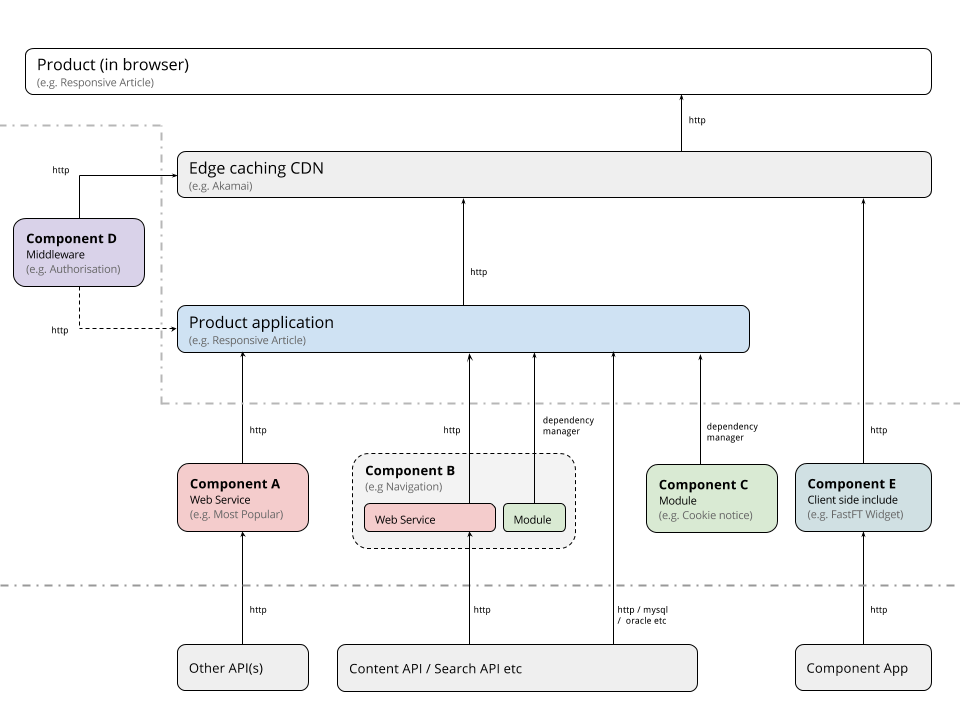 Product (in browser)
(e.g. Responsive Article)
http
Edge caching CDN
(e.g. Akamai)
http
Component D
Middleware
(e.g. Authorisation)
http
http
Product application
(e.g. Responsive Article)
http
http
dependency
manager
dependency
manager
http
Component A
Web Service
(e.g. Most Popular)
Component B
(e.g Navigation)
Web Service
Module
Component C
Module
(e.g. Cookie notice)
Component E
Client side include
(e.g. FastFT Widget)
http
http
http / mysql
/ oracle etc
http
Other API(s)
Content API / Search API etc
Component App